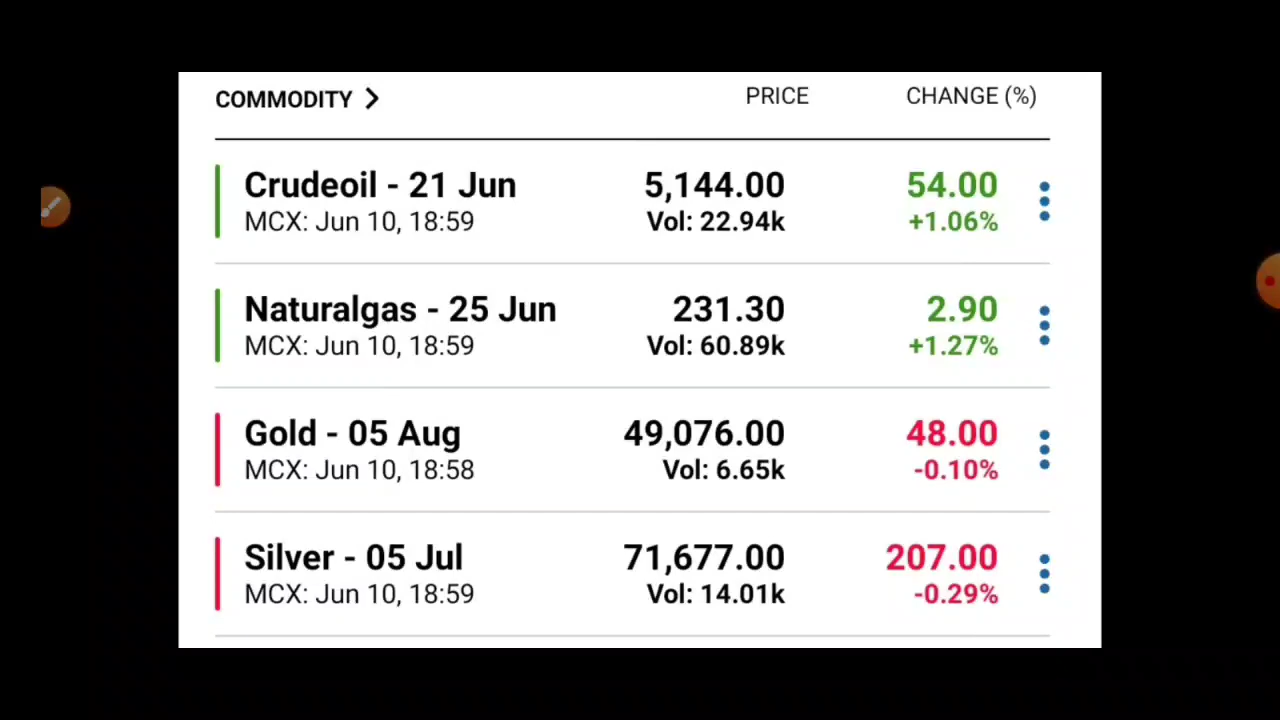 COMMODITY PRICE CHANGE (%)
Crudeoil - 21 Jun 5,144.00 54.00
MCX: Jun 10, 18:59 Vol: 22.94k +1.06%
Naturalgas - 25 Jun 231.30 2.90
MCX: Jun 10, 18:59 Vol: 60.89k +1.27%
Gold - 05 Aug 49,076.00 48.00
MCX: Jun 10, 18:58 Vol: 6.65k -0.10%
Silver - 05 Jul 71,677.00 207.00
MCX: Jun 10, 18:59 Vol: 14.01k -0.29%